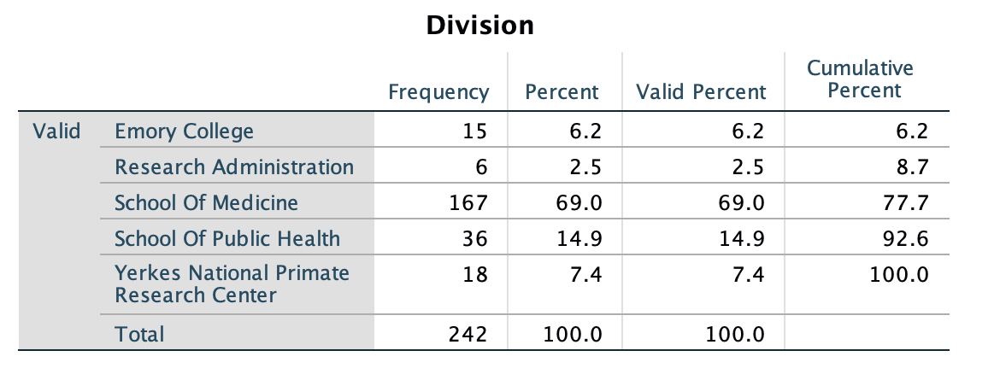 Division
Frequency Percent Valid Percent Cumulative Percent
Valid Emory College 15 6.2 6.2 6.2
Research Administration 6 2.5 2.5 8.7
School Of Medicine 167 69.0 69.0 77.7
School Of Public Health 36 14.9 14.9 92.6
Yerkes National Primate 18 7.4 7.4 100.0
Research Center
Total 242 100.0 100.0